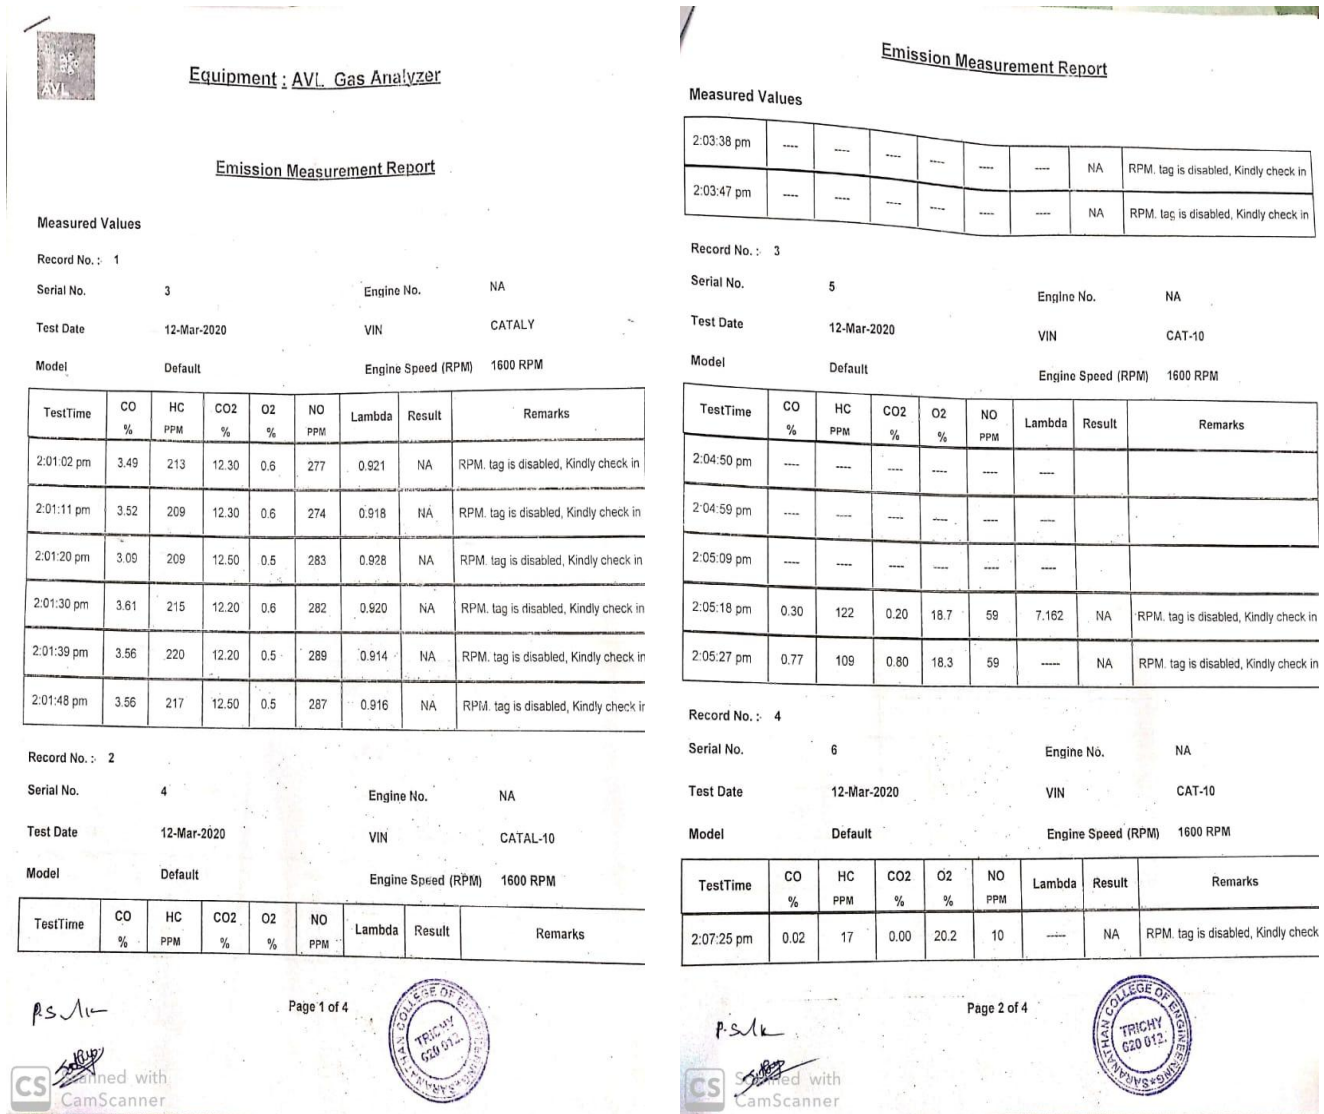 AVL
Equipment : AVL Gas Analyzer
Emission Measurement Report
Measured Values
Record No. : 1
Serial No. 3 Engine No. NA
Test Date 12-Mar-2020 VIN CATALY
Model Default Engine Speed (RPM) 1600 RPM
TestTime CO % HC PPM CO2 % O2 % NO PPM Lambda Result Remarks
2:01:02 pm 3.49 213 12.30 0.6 277 0.921 NA RPM. tag is disabled, Kindly check in
2:01:11 pm 3.52 209 12.30 0.6 274 0.918 NA RPM. tag is disabled, Kindly check in
2:01:20 pm 3.09 209 12.50 0.5 283 0.928 NA RPM. tag is disabled, Kindly check in
2:01:30 pm 3.61 215 12.20 0.6 282 0.920 NA RPM. tag is disabled, Kindly check in
2:01:39 pm 3.56 220 12.20 0.5 289 0.914 NA RPM. tag is disabled, Kindly check in
2:01:48 pm 3.56 217 12.50 0.5 287 0.916 NA RPM. tag is disabled, Kindly check in
Record No. : 2
Serial No. 4 Engine No. NA
Test Date 12-Mar-2020 VIN CATAL-10
Model Default Engine Speed (RPM) 1600 RPM
TestTime CO % HC PPM CO2 % O2 % NO PPM Lambda Result Remarks
Page 1 of 4
SARANATHAN COLLEGE OF ENGINEERING
TRICHY
620 012.
CS Scanned with
CamScanner
Emission Measurement Report
Measured Values
2:03:38 pm ---- ---- ---- ---- ---- ---- NA RPM. tag is disabled, Kindly check in
2:03:47 pm ---- ---- ---- ---- ---- ---- NA RPM. tag is disabled, Kindly check in
Record No. : 3
Serial No. 5 Engine No. NA
Test Date 12-Mar-2020 VIN CAT-10
Model Default Engine Speed (RPM) 1600 RPM
TestTime CO % HC PPM CO2 % O2 % NO PPM Lambda Result Remarks
2:04:50 pm ---- ---- ---- ---- ---- ----
2:04:59 pm ---- ---- ---- ---- ---- ----
2:05:09 pm ---- ---- ---- ---- ---- ----
2:05:18 pm 0.30 122 0.20 18.7 59 7.162 NA RPM. tag is disabled, Kindly check in
2:05:27 pm 0.77 109 0.80 18.3 59 ----- NA RPM. tag is disabled, Kindly check in
Record No. : 4
Serial No. 6 Engine No. NA
Test Date 12-Mar-2020 VIN CAT-10
Model Default Engine Speed (RPM) 1600 RPM
TestTime CO % HC PPM CO2 % O2 % NO PPM Lambda Result Remarks
2:07:25 pm 0.02 17 0.00 20.2 10 ----- NA RPM. tag is disabled, Kindly check
Page 2 of 4
SARANATHAN COLLEGE OF ENGINEERING
TRICHY
620 012.
CS Scanned with
CamScanner